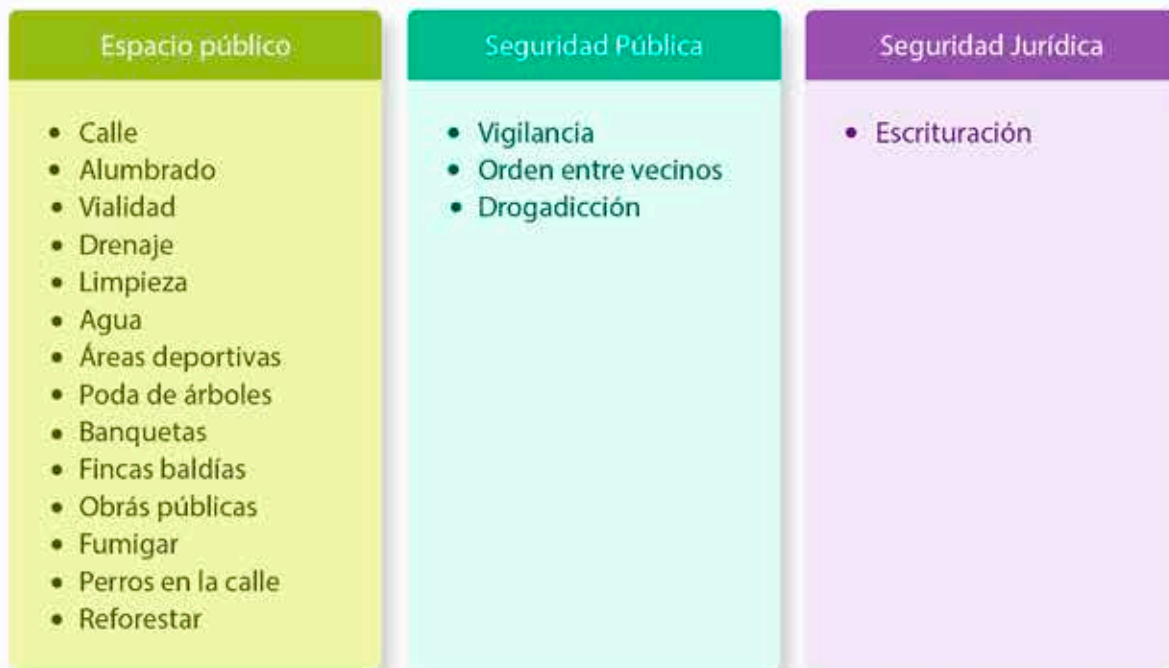 Espacio público
• Calle
• Alumbrado
• Vialidad
• Drenaje
• Limpieza
• Agua
• Áreas deportivas
• Poda de árboles
• Banquetas
• Fincas baldías
• Obrás públicas
• Fumigar
• Perros en la calle
• Reforestar
Seguridad Pública
• Vigilancia
• Orden entre vecinos
• Drogadicción
Seguridad Jurídica
• Escrituración